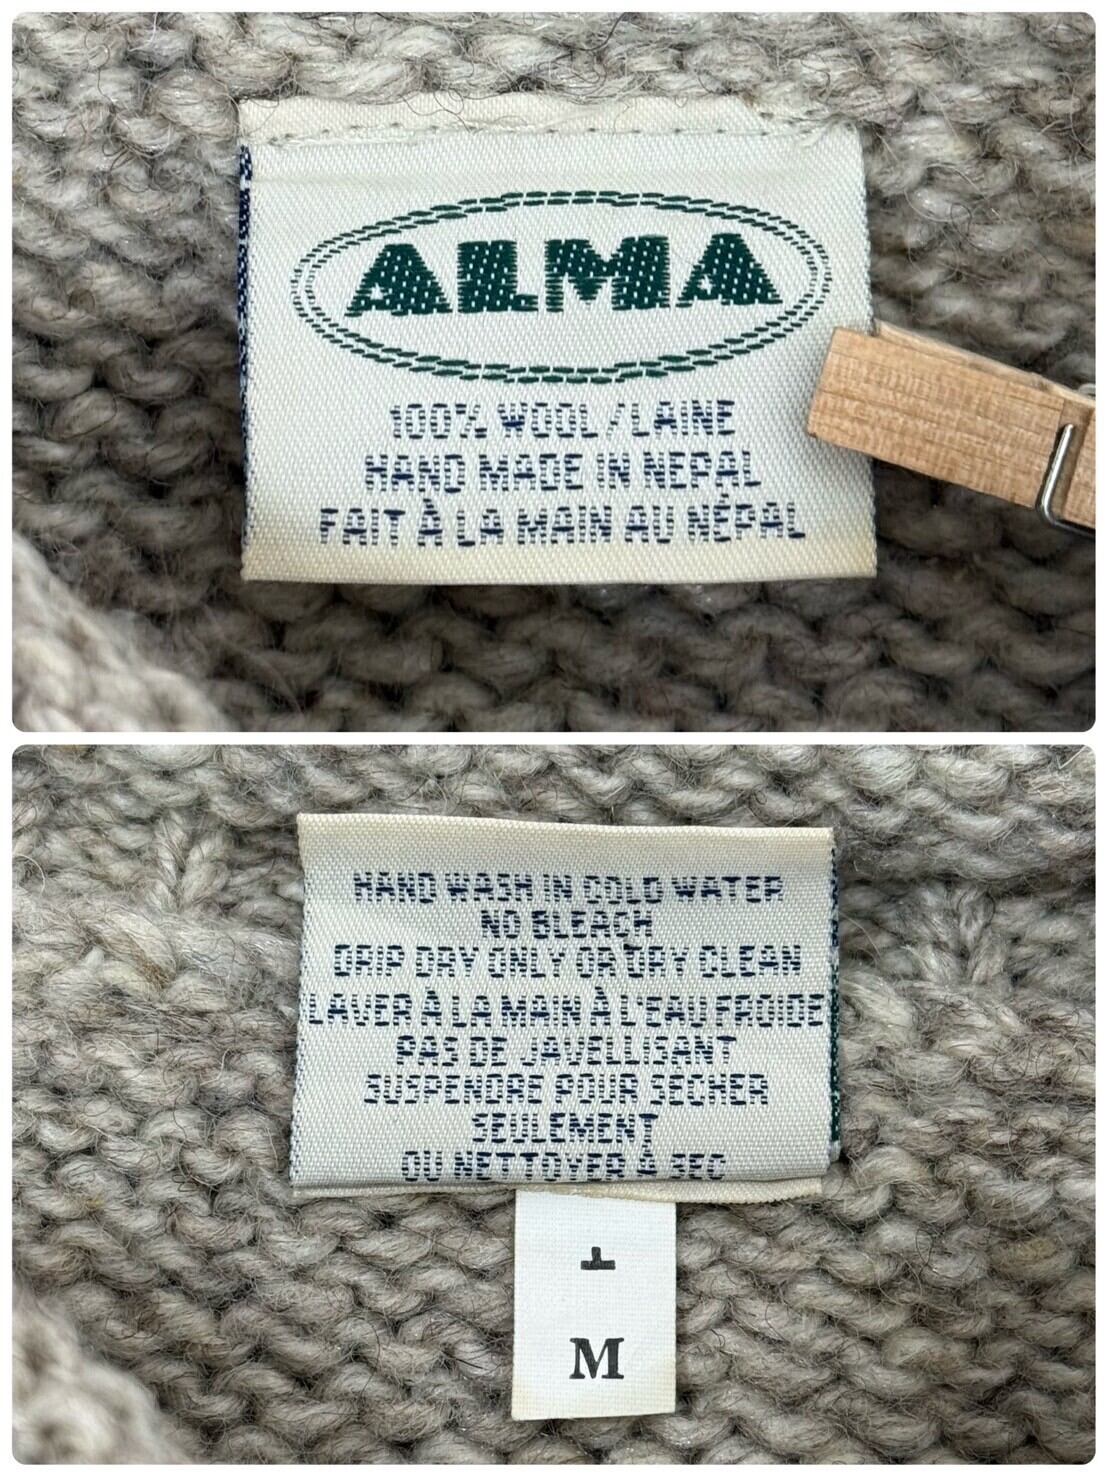 ALMA
100% WOOL/LAINE
HAND MADE IN NEPAL
FAIT À LA MAIN AU NÉPAL
HAND WASH IN COLD WATER
NO BLEACH
DRIP DRY ONLY OR DRY CLEAN
LAVER À LA MAIN À L'EAU FROIDE
PAS DE JAVELLISANT
SUSPENDRE POUR SÉCHER
SEULEMENT
OU NETTOYER À SEC
M